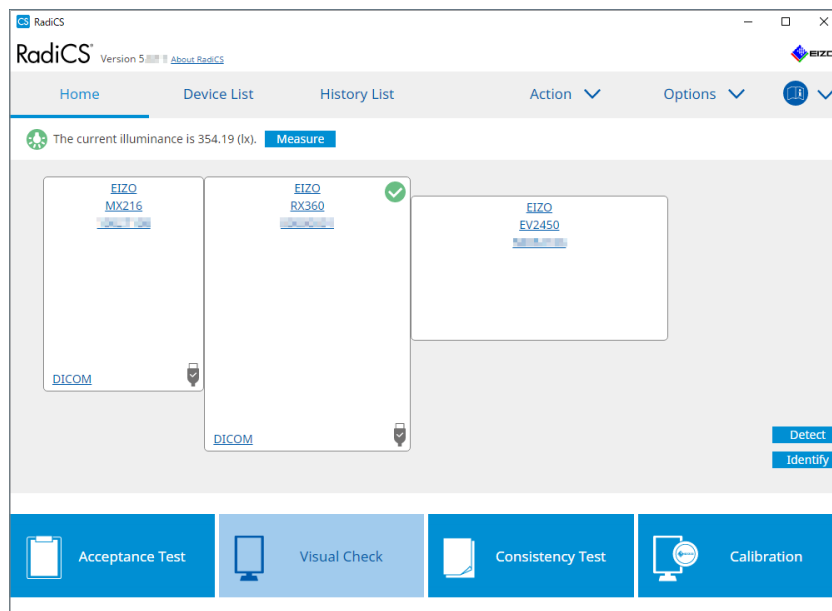 CS RadiCS
RadiCS® Version 5. About RadiCS
EIZO
Home Device List History List Action Options
The current illuminance is 354.19 (lx). Measure
EIZO
MX216
DICOM
EIZO
RX360
DICOM
EIZO
EV2450
Detect
Identify
Acceptance Test Visual Check Consistency Test Calibration